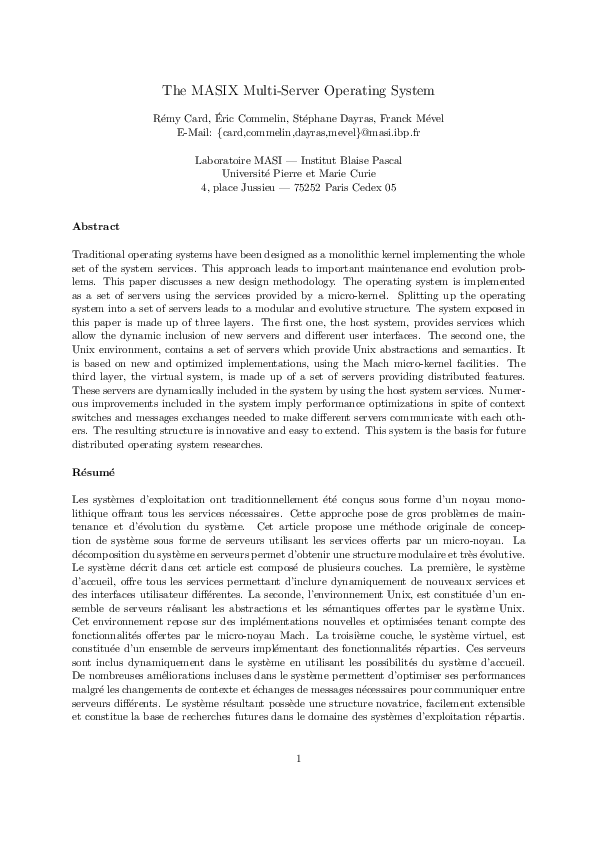 The MASIX Multi-Server Operating System
Rémy Card, Éric Commelin, Stéphane Dayras, Franck Mével
E-Mail: {card,commelin,dayras,mevel}@masi.ibp.fr
Laboratoire MASI — Institut Blaise Pascal
Université Pierre et Marie Curie
4, place Jussieu — 75252 Paris Cedex 05
Abstract
Traditional operating systems have been designed as a monolithic kernel implementing the whole
set of the system services. This approach leads to important maintenance end evolution prob-
lems. This paper discusses a new design methodology. The operating system is implemented
as a set of servers using the services provided by a micro-kernel. Splitting up the operating
system into a set of servers leads to a modular and evolutive structure. The system exposed in
this paper is made up of three layers. The first one, the host system, provides services which
allow the dynamic inclusion of new servers and different user interfaces. The second one, the
Unix environment, contains a set of servers which provide Unix abstractions and semantics. It
is based on new and optimized implementations, using the Mach micro-kernel facilities. The
third layer, the virtual system, is made up of a set of servers providing distributed features.
These servers are dynamically included in the system by using the host system services. Numer-
ous improvements included in the system imply performance optimizations in spite of context
switches and messages exchanges needed to make different servers communicate with each oth-
ers. The resulting structure is innovative and easy to extend. This system is the basis for future
distributed operating system researches.
Résumé
Les systèmes d'exploitation ont traditionnellement été conçus sous forme d'un noyau mono-
lithique offrant tous les services nécessaires. Cette approche pose de gros problèmes de main-
tenance et d'évolution du système. Cet article propose une méthode originale de concep-
tion de système sous forme de serveurs utilisant les services offerts par un micro-noyau. La
décomposition du système en serveurs permet d'obtenir une structure modulaire et très évolutive.
Le système décrit dans cet article est composé de plusieurs couches. La première, le système
d'accueil, offre tous les services permettant d'inclure dynamiquement de nouveaux services et
des interfaces utilisateur différentes. La seconde, l'environnement Unix, est constituée d'un en-
semble de serveurs réalisant les abstractions et les sémantiques offertes par le système Unix.
Cet environnement repose sur des implémentations nouvelles et optimisées tenant compte des
fonctionnalités offertes par le micro-noyau Mach. La troisième couche, le système virtuel, est
constituée d'un ensemble de serveurs implémentant des fonctionnalités réparties. Ces serveurs
sont inclus dynamiquement dans le système en utilisant les possibilités du système d'accueil.
De nombreuses améliorations incluses dans le système permettent d'optimiser ses performances
malgré les changements de contexte et échanges de messages nécessaires pour communiquer entre
serveurs différents. Le système résultant possède une structure novatrice, facilement extensible
et constitue la base de recherches futures dans le domaine des systèmes d'exploitation répartis.
1